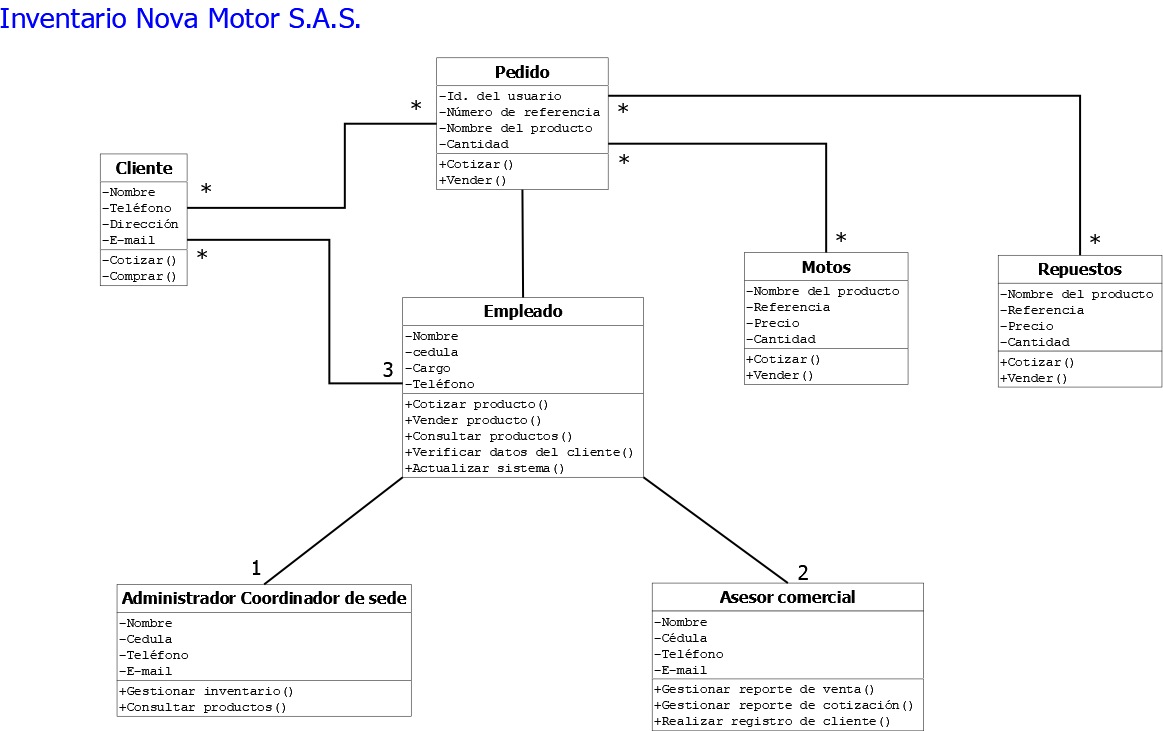 Inventario Nova Motor S.A.S.
Pedido
-Id. del usuario
-Número de referencia
-Nombre del producto
-Cantidad
+Cotizar()
+Vender()
*
*
*
Cliente
-Nombre
-Teléfono
-Dirección
-E-mail
-Cotizar()
-Comprar()
*
*
Motos
-Nombre del producto
-Referencia
-Precio
-Cantidad
+Cotizar()
+Vender()
*
Repuestos
-Nombre del producto
-Referencia
-Precio
-Cantidad
+Cotizar()
+Vender()
*
Empleado
-Nombre
-cedula
-Cargo
-Teléfono
+Cotizar producto()
+Vender producto()
+Consultar productos()
+Verificar datos del cliente()
+Actualizar sistema()
3
1
Administrador Coordinador de sede
-Nombre
-Cedula
-Teléfono
-E-mail
+Gestionar inventario()
+Consultar productos()
2
Asesor comercial
-Nombre
-Cédula
-Teléfono
-E-mail
+Gestionar reporte de venta()
+Gestionar reporte de cotización()
+Realizar registro de cliente()